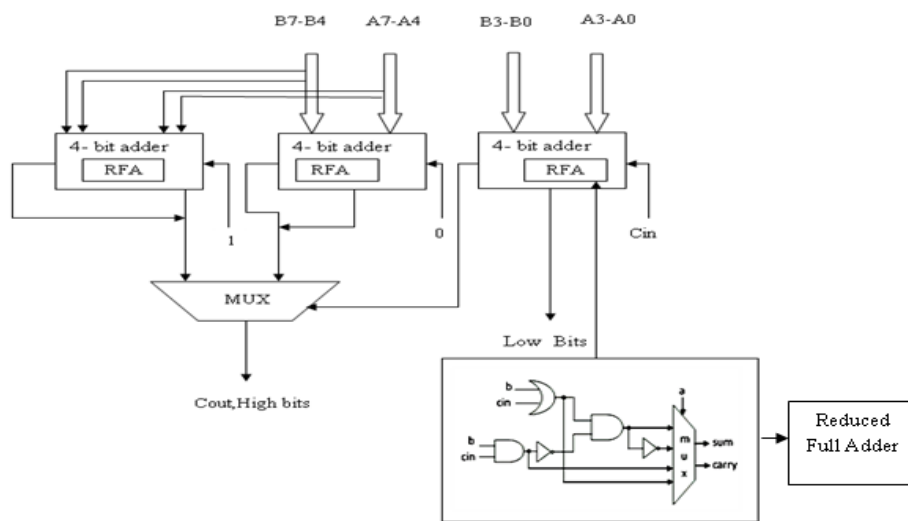 B7-B4 A7-A4 B3-B0 A3-A0
4- bit adder
RFA
4- bit adder
RFA
4- bit adder
RFA
1
0
Cin
MUX
Low Bits
Cout,High bits
b
cin
b
cin
a
m
u
x
sum
carry
Reduced
Full Adder